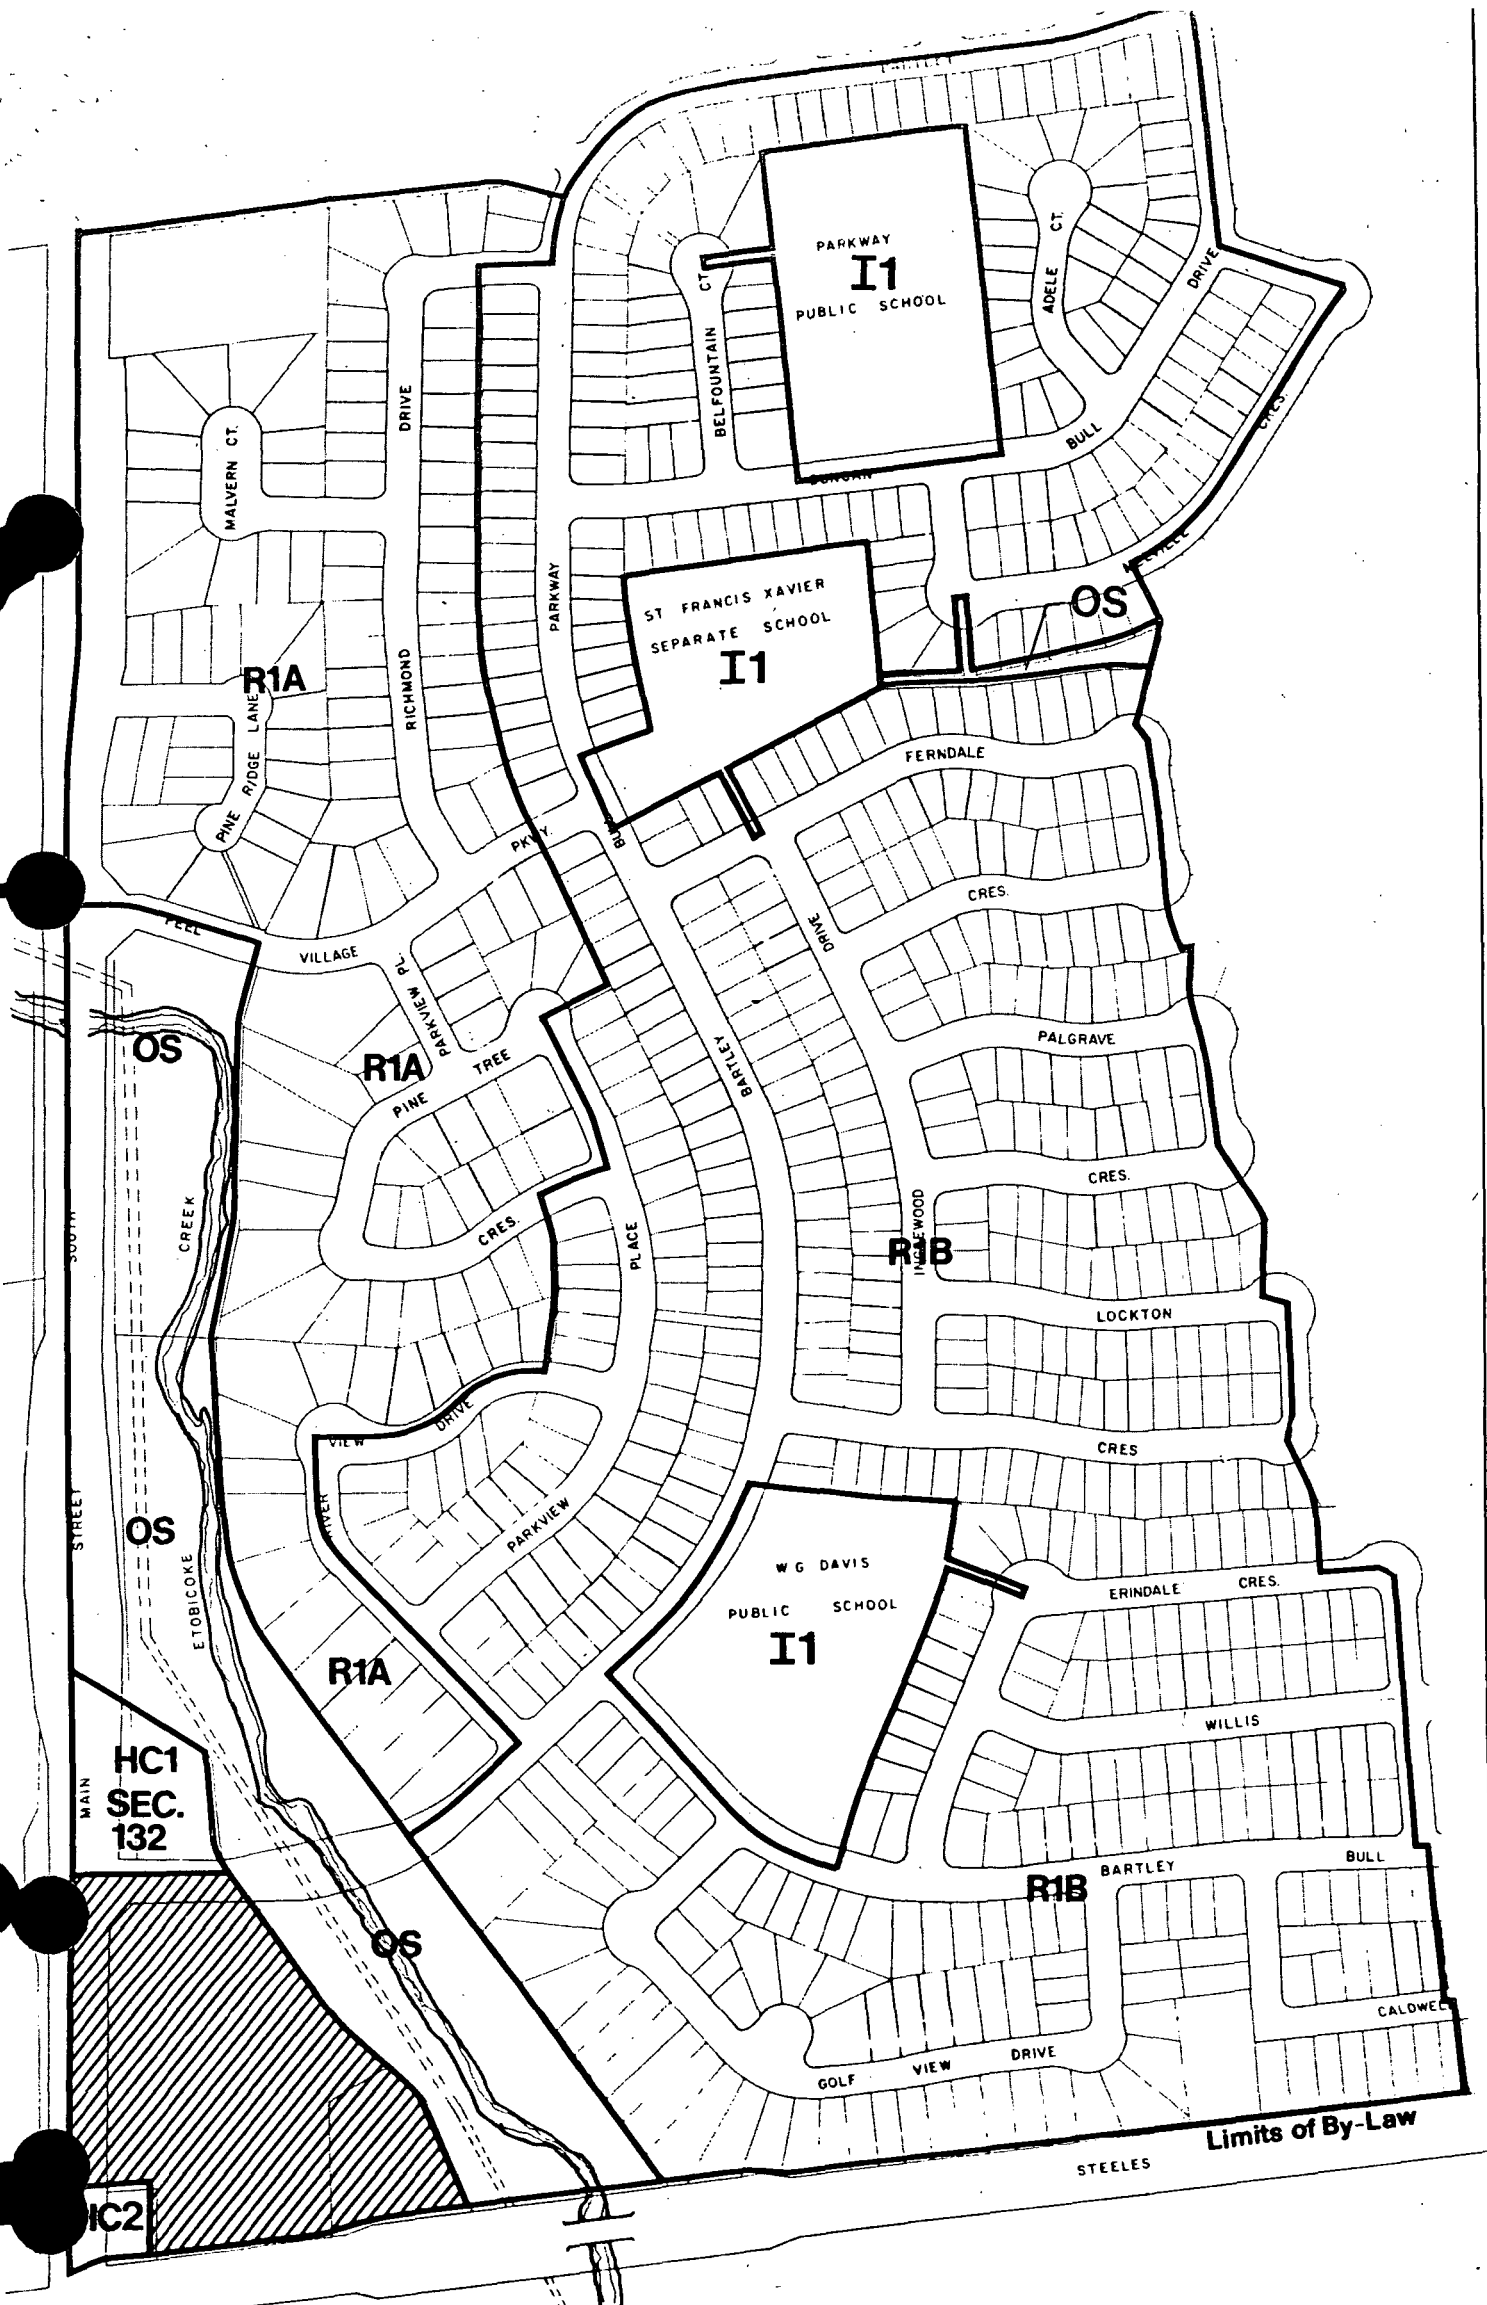 PARKWAY
I1
PUBLIC SCHOOL
CT.
ADELE
DRIVE
CT
BELFOUNTAIN
BULL
CRES.
DRIVE
MALVERN CT.
PARKWAY
ST FRANCIS XAVIER
SEPARATE SCHOOL
I1
OS
R1A
RICHMOND
PINE RIDGE LANE
FERNDALE
PKWY.
CRES.
DRIVE
PEEL
VILLAGE
PARKVIEW PL.
OS
R1A
PINE TREE
BARTLEY
PALGRAVE
CRES.
CREEK
SOUTH
CRES.
PLACE
INGLEWOOD
R1B
LOCKTON
VIEW DRIVE
CRES
RIVER
PARKVIEW
STREET
OS
ETOBICOKE
W G DAVIS
PUBLIC SCHOOL
I1
ERINDALE CRES.
R1A
WILLIS
HC1
SEC.
132
MAIN
BARTLEY
BULL
R1B
OS
GOLF VIEW DRIVE
Limits of By-Law
STEELES